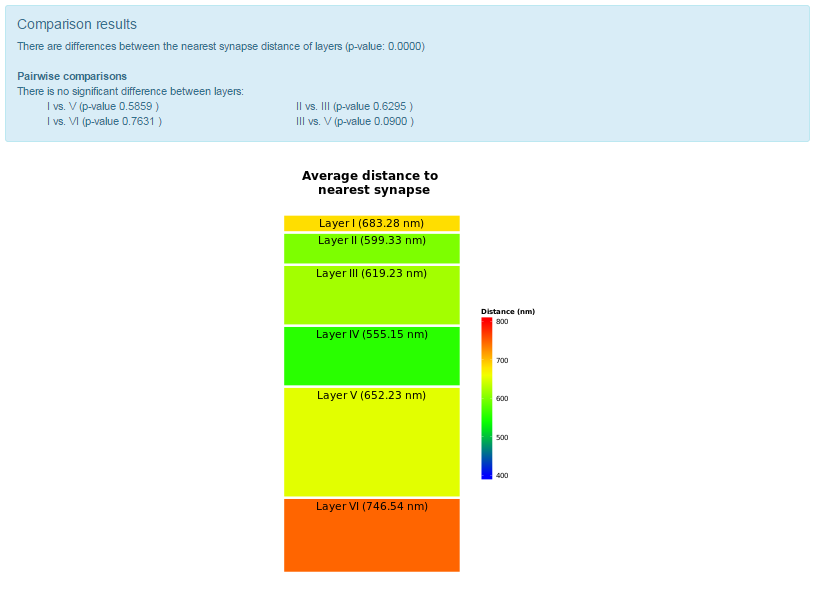 Comparison results
There are differences between the nearest synapse distance of layers (p-value: 0.0000)
Pairwise comparisons
There is no significant difference between layers:
I vs. V (p-value 0.5859 )
II vs. III (p-value 0.6295 )
I vs. VI (p-value 0.7631 )
III vs. V (p-value 0.0900 )
Average distance to
nearest synapse
Layer I (683.28 nm)
Layer II (599.33 nm)
Layer III (619.23 nm)
Layer IV (555.15 nm)
Layer V (652.23 nm)
Layer VI (746.54 nm)
Distance (nm)
800
700
600
500
400